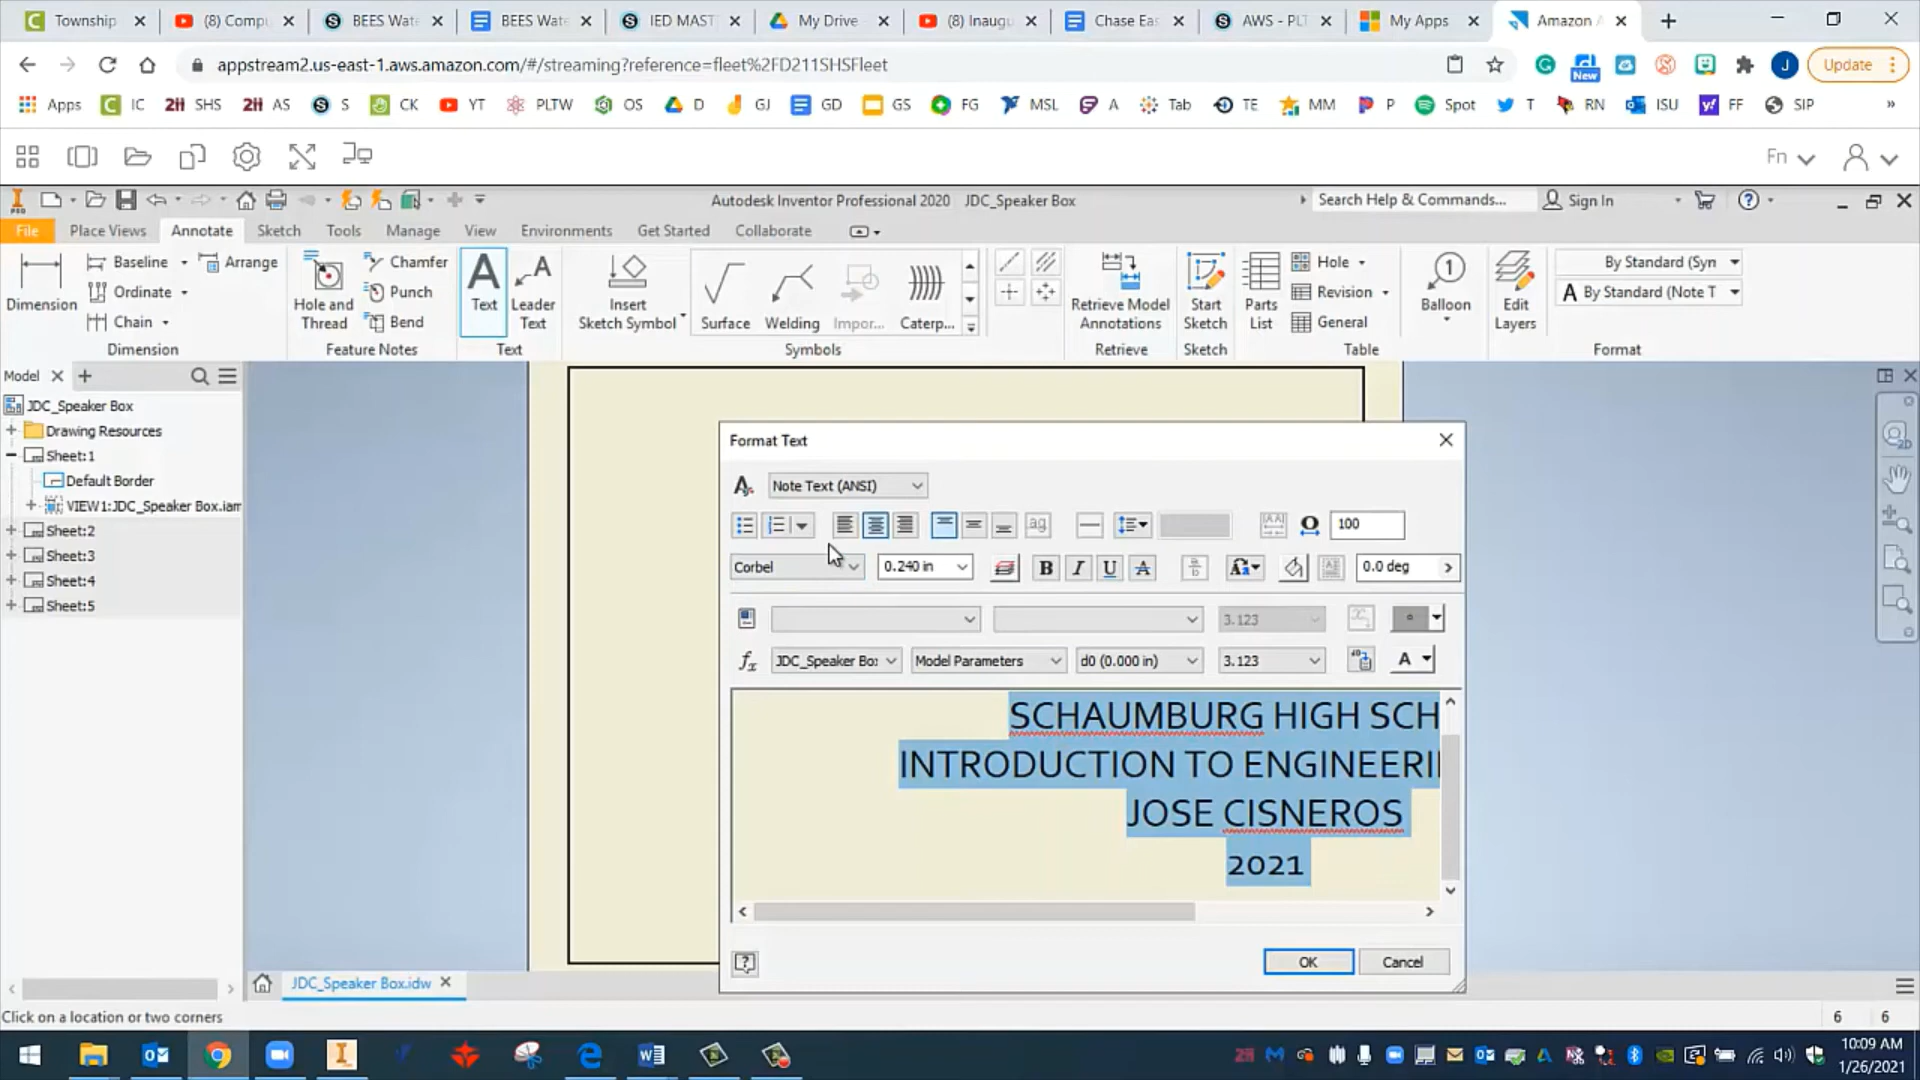 Township
(8) Compu
BEES Wat
BEES Wat
IED MAST
My Drive
(8) Inaugu
Chase Eas
AWS - PLT
My Apps
Amazon A
appstream2.us-east-1.aws.amazon.com/#/streaming?reference=fleet%2FD211SHSFleet
New
J
Update
Apps
IC
SHS
AS
S
CK
YT
PLTW
OS
D
GJ
GD
GS
FG
MSL
A
Tab
TE
MM
P
Spot
T
RN
ISU
FF
SIP
»
Fn
Autodesk Inventor Professional 2020 JDC_Speaker Box
Search Help & Commands...
Sign In
File
Place Views
Annotate
Sketch
Tools
Manage
View
Environments
Get Started
Collaborate
Dimension
Baseline
Arrange
Ordinate
Chain
Dimension
Hole and Thread
Chamfer
Punch
Bend
Feature Notes
Text
Leader Text
Text
Insert Sketch Symbol
Surface
Welding
Impor...
Caterp...
Symbols
Retrieve Model Annotations
Retrieve
Start Sketch
Sketch
Parts List
Hole
Revision
General
Table
Balloon
Edit Layers
By Standard (Syn
By Standard (Note T
Format
Model
JDC_Speaker Box
Drawing Resources
Sheet:1
Default Border
VIEW1:JDC_Speaker Box.iam
Sheet:2
Sheet:3
Sheet:4
Sheet:5
Format Text
Note Text (ANSI)
100
Corbel
0.240 in
B I U A
0.0 deg
3.123
fx
JDC_Speaker Bo
Model Parameters
d0 (0.000 in)
3.123
A
SCHAUMBURG HIGH SCH
INTRODUCTION TO ENGINEERI
JOSE CISNEROS
2021
OK
Cancel
JDC_Speaker Box.idw
Click on a location or two corners
6 6
10:09 AM
1/26/2021